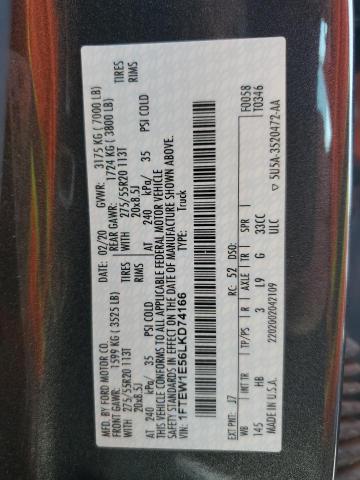 MFD. BY FORD MOTOR CO.
DATE: 02/20 GVWR: 3175 KG ( 7000 LB)
FRONT GAWR: 1599 KG ( 3525 LB) REAR GAWR: 1724 KG ( 3800 LB)
WITH 275/55R20 113T TIRES WITH 275/55R20 113T TIRES
20x8.5J RIMS 20x8.5J RIMS
AT 240 kPa/ 35 PSI COLD AT 240 kPa/ 35 PSI COLD
THIS VEHICLE CONFORMS TO ALL APPLICABLE FEDERAL MOTOR VEHICLE
SAFETY STANDARDS IN EFFECT ON THE DATE OF MANUFACTURE SHOWN ABOVE.
VIN: 1FTEW1E56LKD74166
TYPE: Truck
F0058
T0346
EXT PNT: J7 RC: 52 DSO:
WB INT TR TP/PS R AXLE TR SPR
145 HB 3 L9 G 33CC
MADE IN U.S.A. ULC
2202002042109
▽ 5U5A-3520472-AA